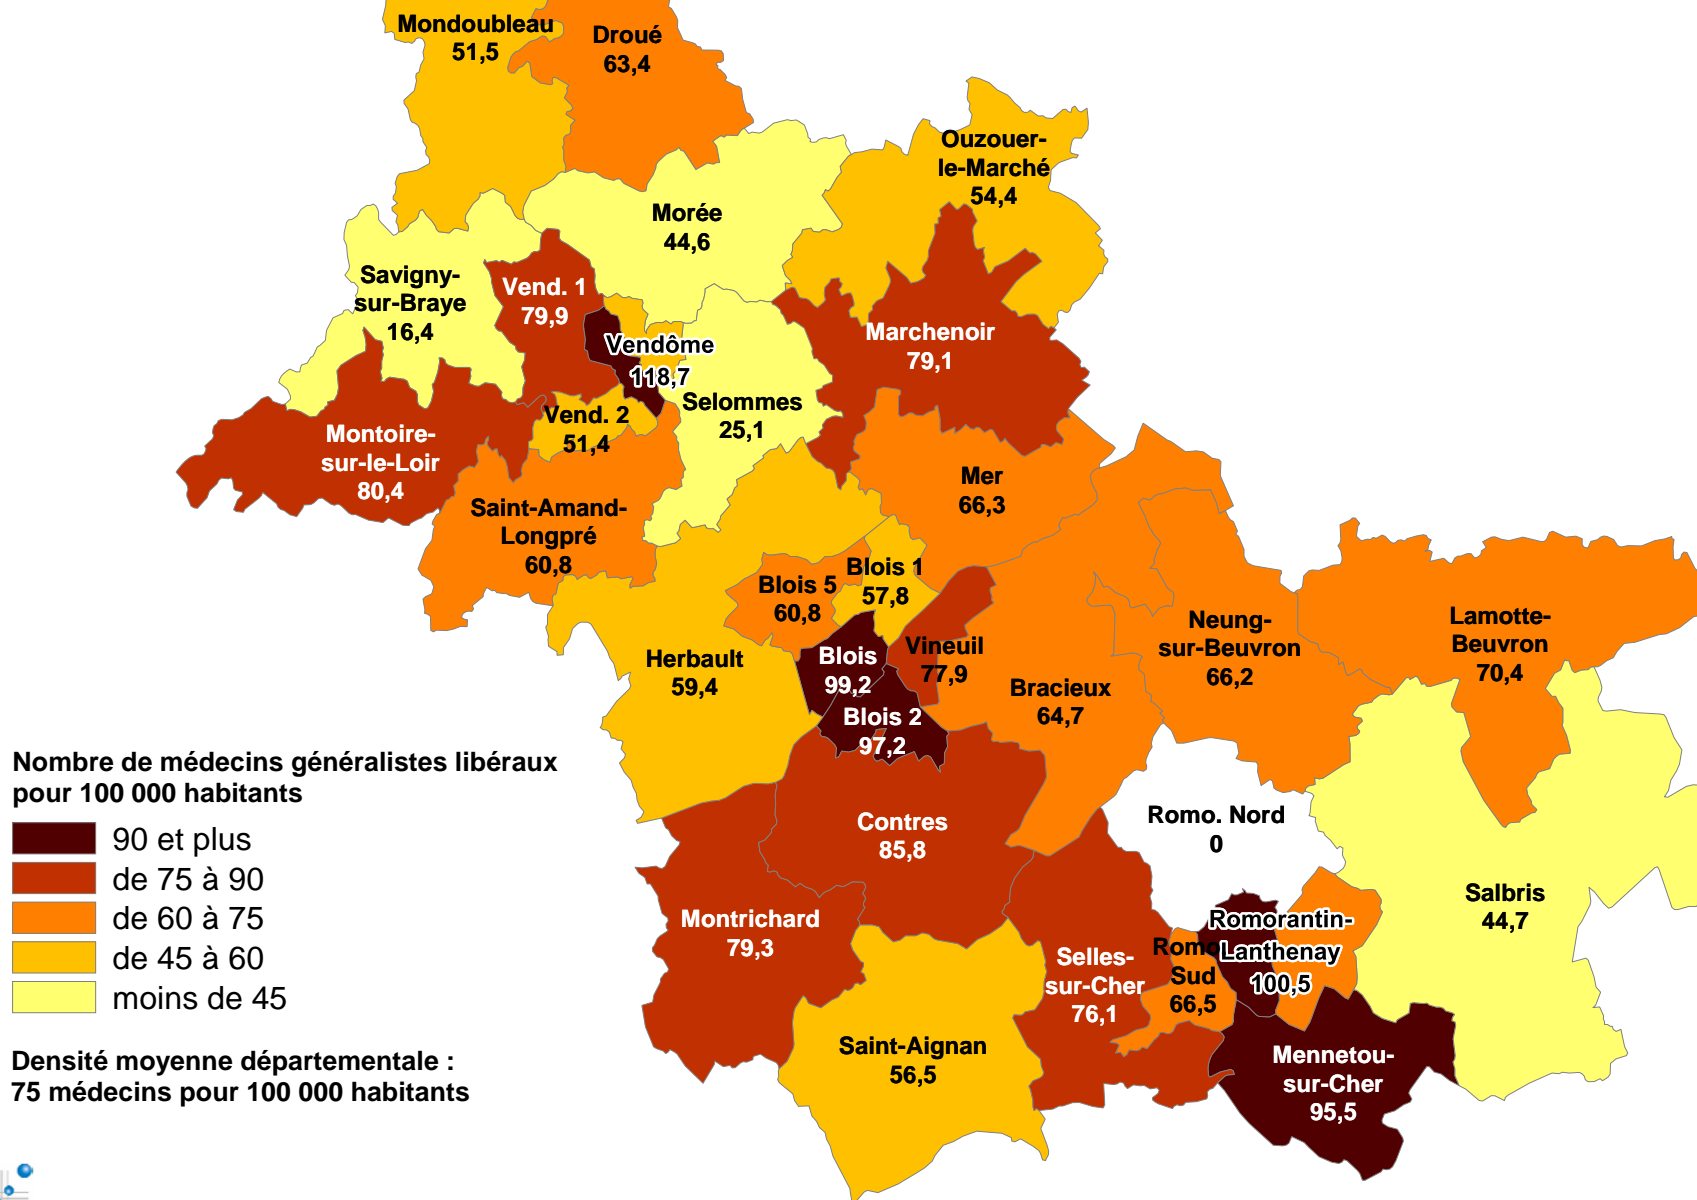 Mondoubleau
51,5
Droué
63,4
Ouzouer-
le-Marché
54,4
Morée
44,6
Savigny-
sur-Braye
16,4
Vend. 1
79,9
Vendôme
118,7
Marchenoir
79,1
Selommes
25,1
Vend. 2
51,4
Montoire-
sur-le-Loir
80,4
Mer
66,3
Saint-Amand-
Longpré
60,8
Blois 1
57,8
Blois 5
60,8
Neung-
sur-Beuvron
66,2
Lamotte-
Beuvron
70,4
Herbault
59,4
Blois
99,2
Vineuil
77,9
Bracieux
64,7
Blois 2
97,2
Contres
85,8
Romo. Nord
0
Salbris
44,7
Montrichard
79,3
Romorantin-
Lanthenay
100,5
Selles-
sur-Cher
76,1
Romo
Sud
66,5
Saint-Aignan
56,5
Mennetou-
sur-Cher
95,5
Nombre de médecins généralistes libéraux
pour 100 000 habitants
90 et plus
de 75 à 90
de 60 à 75
de 45 à 60
moins de 45
Densité moyenne départementale :
75 médecins pour 100 000 habitants